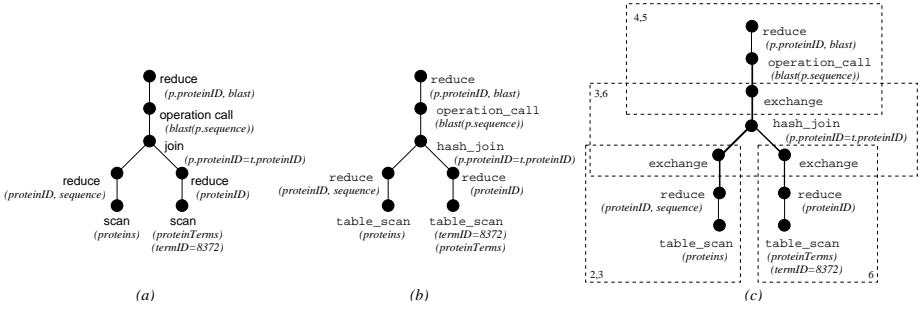 reduce
(p.proteinID, blast)
operation call
(blast(p.sequence))
join
(p.proteinID=t.proteinID)
reduce
(proteinID, sequence)
reduce
(proteinID)
scan
(proteins)
scan
(proteinTerms)
(termID=8372)
(a)
reduce
(p.proteinID, blast)
operation_call
(blast(p.sequence))
hash_join
(p.proteinID=t.proteinID)
reduce
(proteinID, sequence)
reduce
(proteinID)
table_scan
(proteins)
table_scan
(termID=8372)
(proteinTerms)
(b)
4,5
reduce
(p.proteinID, blast)
operation_call
(blast(p.sequence))
3,6
exchange
hash_join
(p.proteinID=t.proteinID)
exchange
exchange
reduce
(proteinID, sequence)
reduce
(proteinID)
table_scan
(proteins)
table_scan
(proteinTerms)
(termID=8372)
2,3
6
(c)